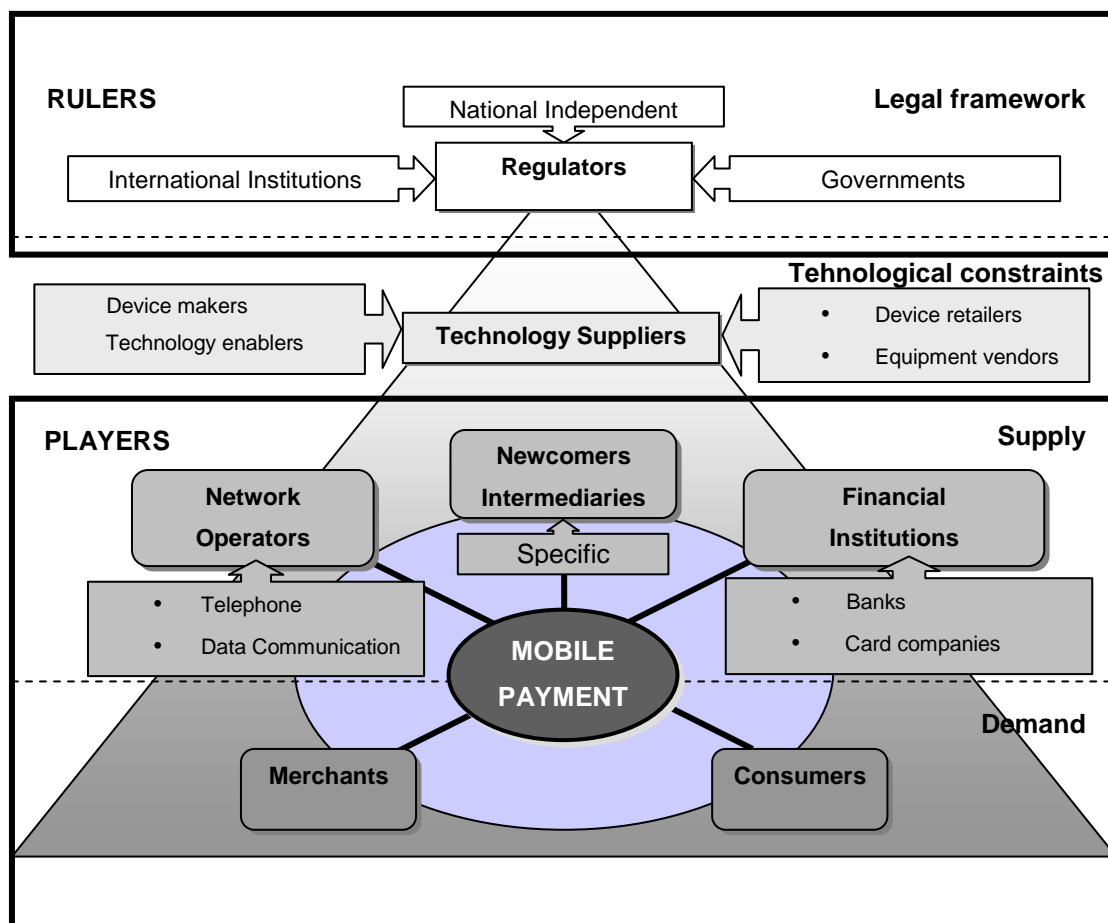 RULERS
National Independent
Legal framework
International Institutions
Regulators
Governments
Tehnological constraints
Device makers
Technology enablers
Technology Suppliers
• Device retailers
• Equipment vendors
PLAYERS
Supply
Newcomers
Intermediaries
Network
Operators
Financial
Institutions
Specific
• Telephone
• Data Communication
• Banks
• Card companies
MOBILE
PAYMENT
Demand
Merchants
Consumers